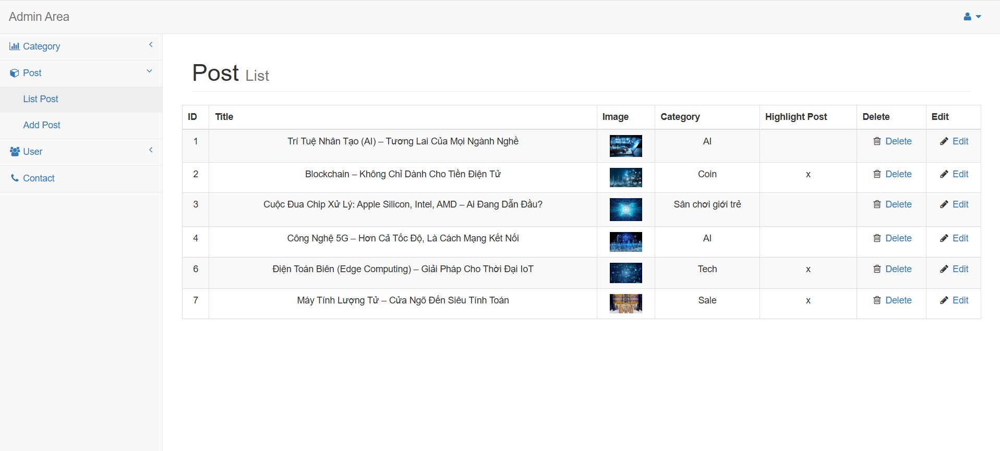 Admin Area
Category
Post
List Post
Add Post
User
Contact
Post List
ID Title Image Category Highlight Post Delete Edit
1 Trí Tuệ Nhân Tạo (AI) – Tương Lai Của Mọi Ngành Nghề AI Delete Edit
2 Blockchain – Không Chỉ Dành Cho Tiền Điện Tử Coin x Delete Edit
3 Cuộc Đua Chip Xử Lý: Apple Silicon, Intel, AMD – Ai Đang Dẫn Đầu? Sân chơi giới trẻ Delete Edit
4 Công Nghệ 5G – Hơn Cả Tốc Độ, Là Cách Mạng Kết Nối AI Delete Edit
6 Điện Toán Biên (Edge Computing) – Giải Pháp Cho Thời Đại IoT Tech x Delete Edit
7 Máy Tính Lượng Tử – Cửa Ngõ Đến Siêu Tính Toán Sale x Delete Edit